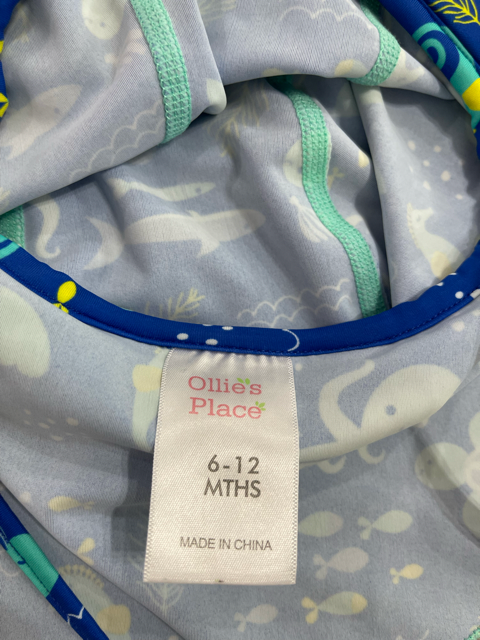 Ollie's
Place
6-12
MTHS
MADE IN CHINA